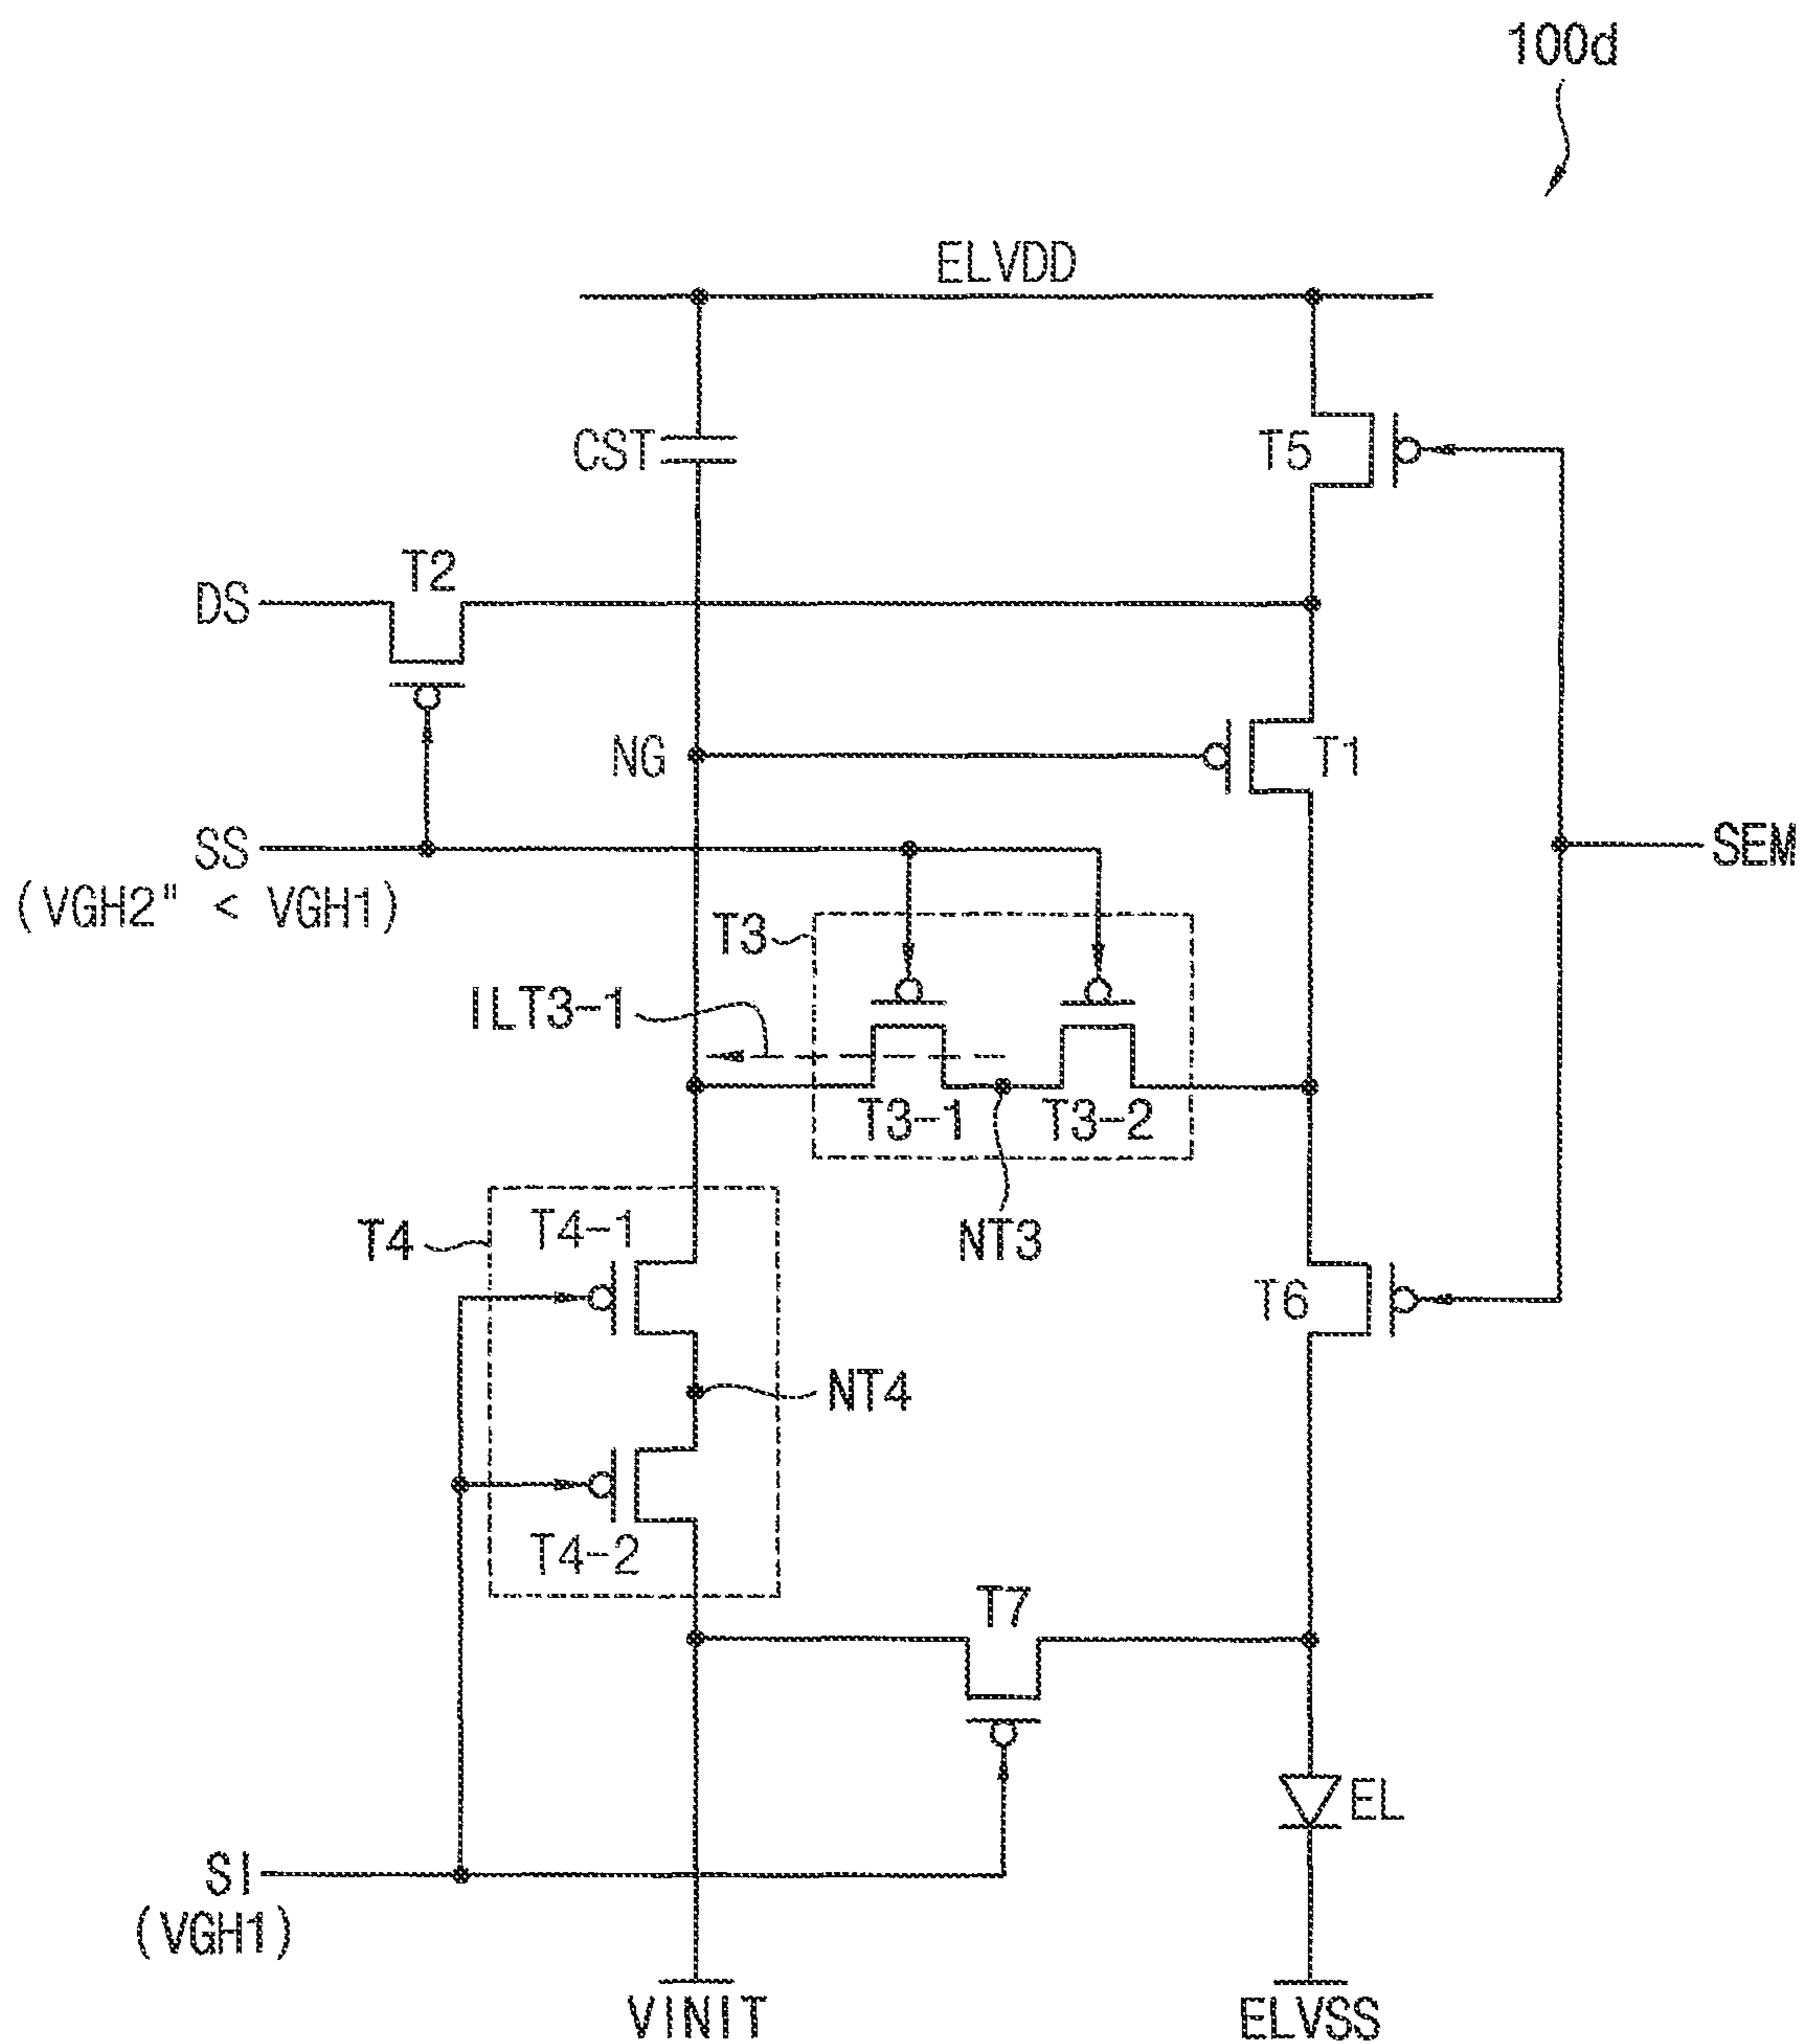 100d
ELVDD
CST
T5
T2
DS
NG
T1
SS
(VGH2" < VGH1)
SEM
T3
ILT3-1
T3-1
T3-2
T4
T4-1
NT3
T6
NT4
T4-2
T7
EL
SI
(VGH1)
VINIT
ELVSS